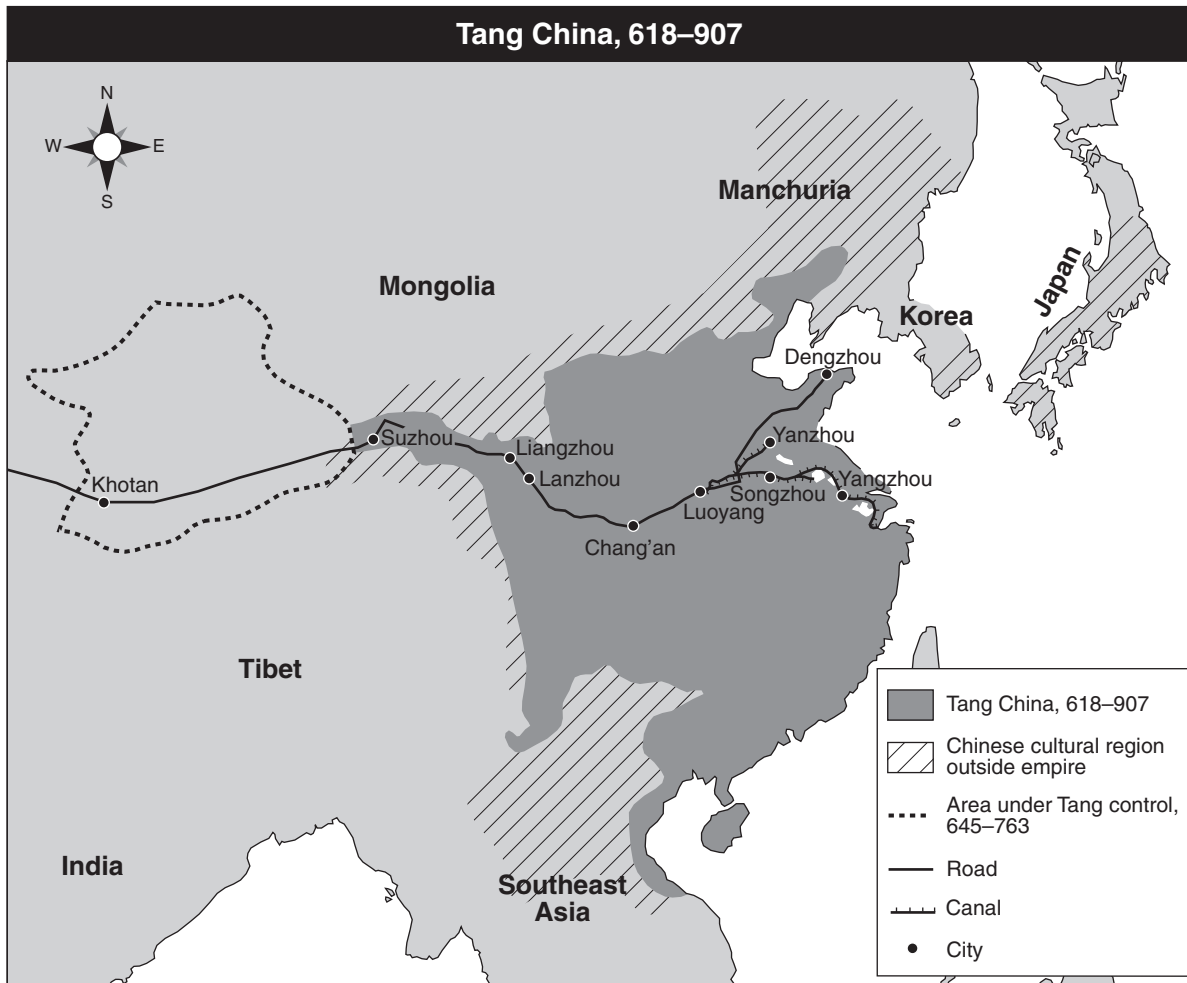 Tang China, 618–907
N
W
E
S
Manchuria
Mongolia
Japan
Korea
Dengzhou
Suzhou
Yanzhou
Liangzhou
Lanzhou
Khotan
Songzhou
Yangzhou
Luoyang
Chang'an
Tibet
India
Southeast
Asia
Tang China, 618–907
Chinese cultural region
outside empire
Area under Tang control,
645–763
Road
Canal
City